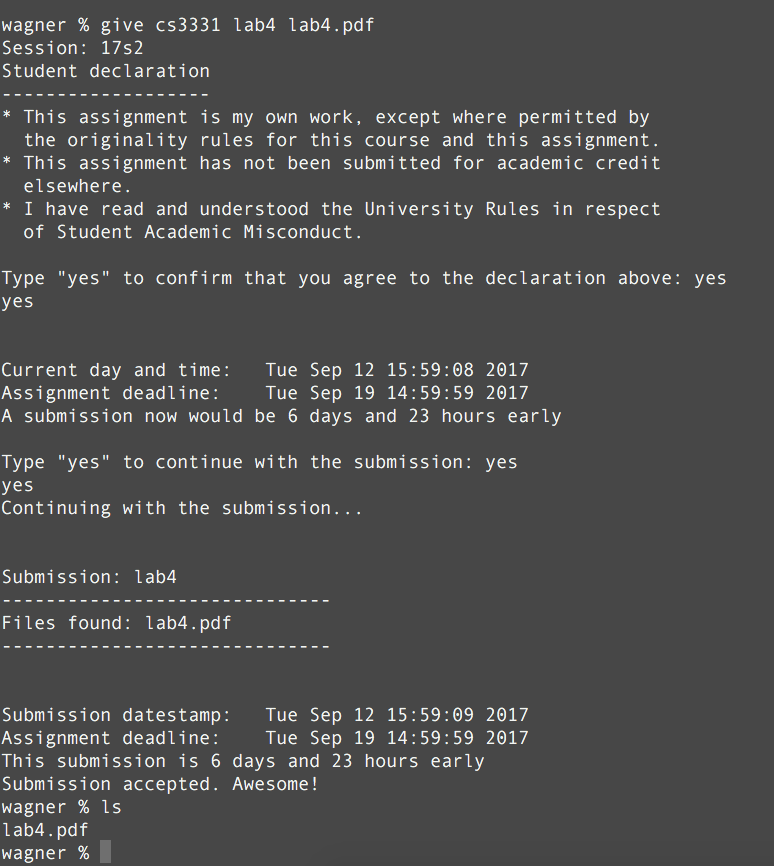 wagner % give cs3331 lab4 lab4.pdf
Session: 17s2
Student declaration
-------------------
* This assignment is my own work, except where permitted by
  the originality rules for this course and this assignment.
* This assignment has not been submitted for academic credit
  elsewhere.
* I have read and understood the University Rules in respect
  of Student Academic Misconduct.
Type "yes" to confirm that you agree to the declaration above: yes
yes
Current day and time:   Tue Sep 12 15:59:08 2017
Assignment deadline:    Tue Sep 19 14:59:59 2017
A submission now would be 6 days and 23 hours early
Type "yes" to continue with the submission: yes
yes
Continuing with the submission...
Submission: lab4
------------------------------
Files found: lab4.pdf
------------------------------
Submission datestamp:   Tue Sep 12 15:59:09 2017
Assignment deadline:    Tue Sep 19 14:59:59 2017
This submission is 6 days and 23 hours early
Submission accepted. Awesome!
wagner % ls
lab4.pdf
wagner %